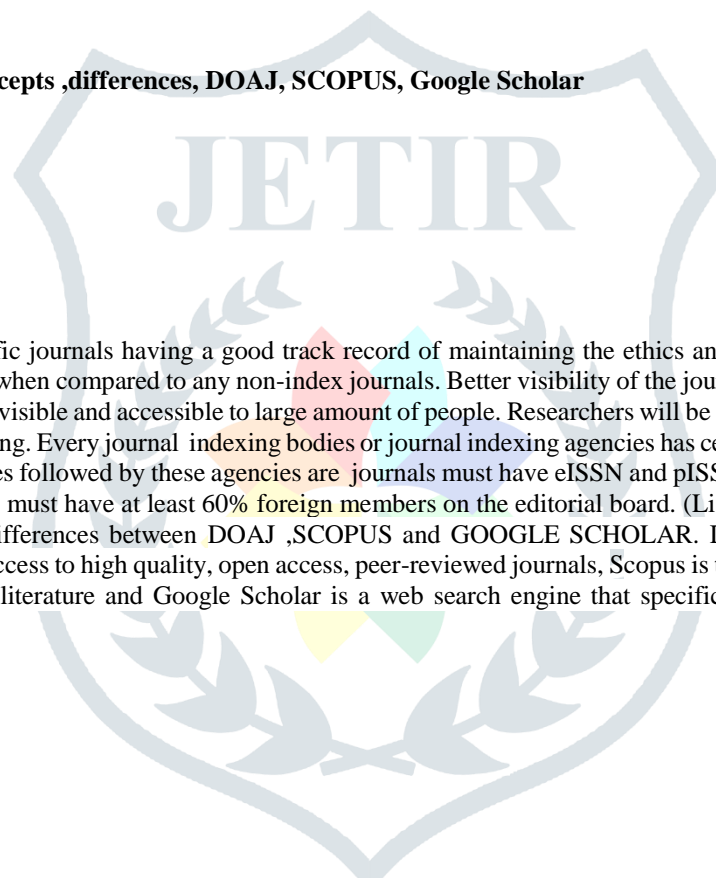 cepts ,differences, DOAJ, SCOPUS, Google Scholar
JETIR
fic journals having a good track record of maintaining the ethics an
when compared to any non-index journals. Better visibility of the jou
visible and accessible to large amount of people. Researchers will be
ng. Every journal indexing bodies or journal indexing agencies has ce
es followed by these agencies are journals must have eISSN and pISS
must have at least 60% foreign members on the editorial board. (Li
ifferences between DOAJ ,SCOPUS and GOOGLE SCHOLAR.
ccess to high quality, open access, peer-reviewed journals, Scopus is
literature and Google Scholar is a web search engine that specific